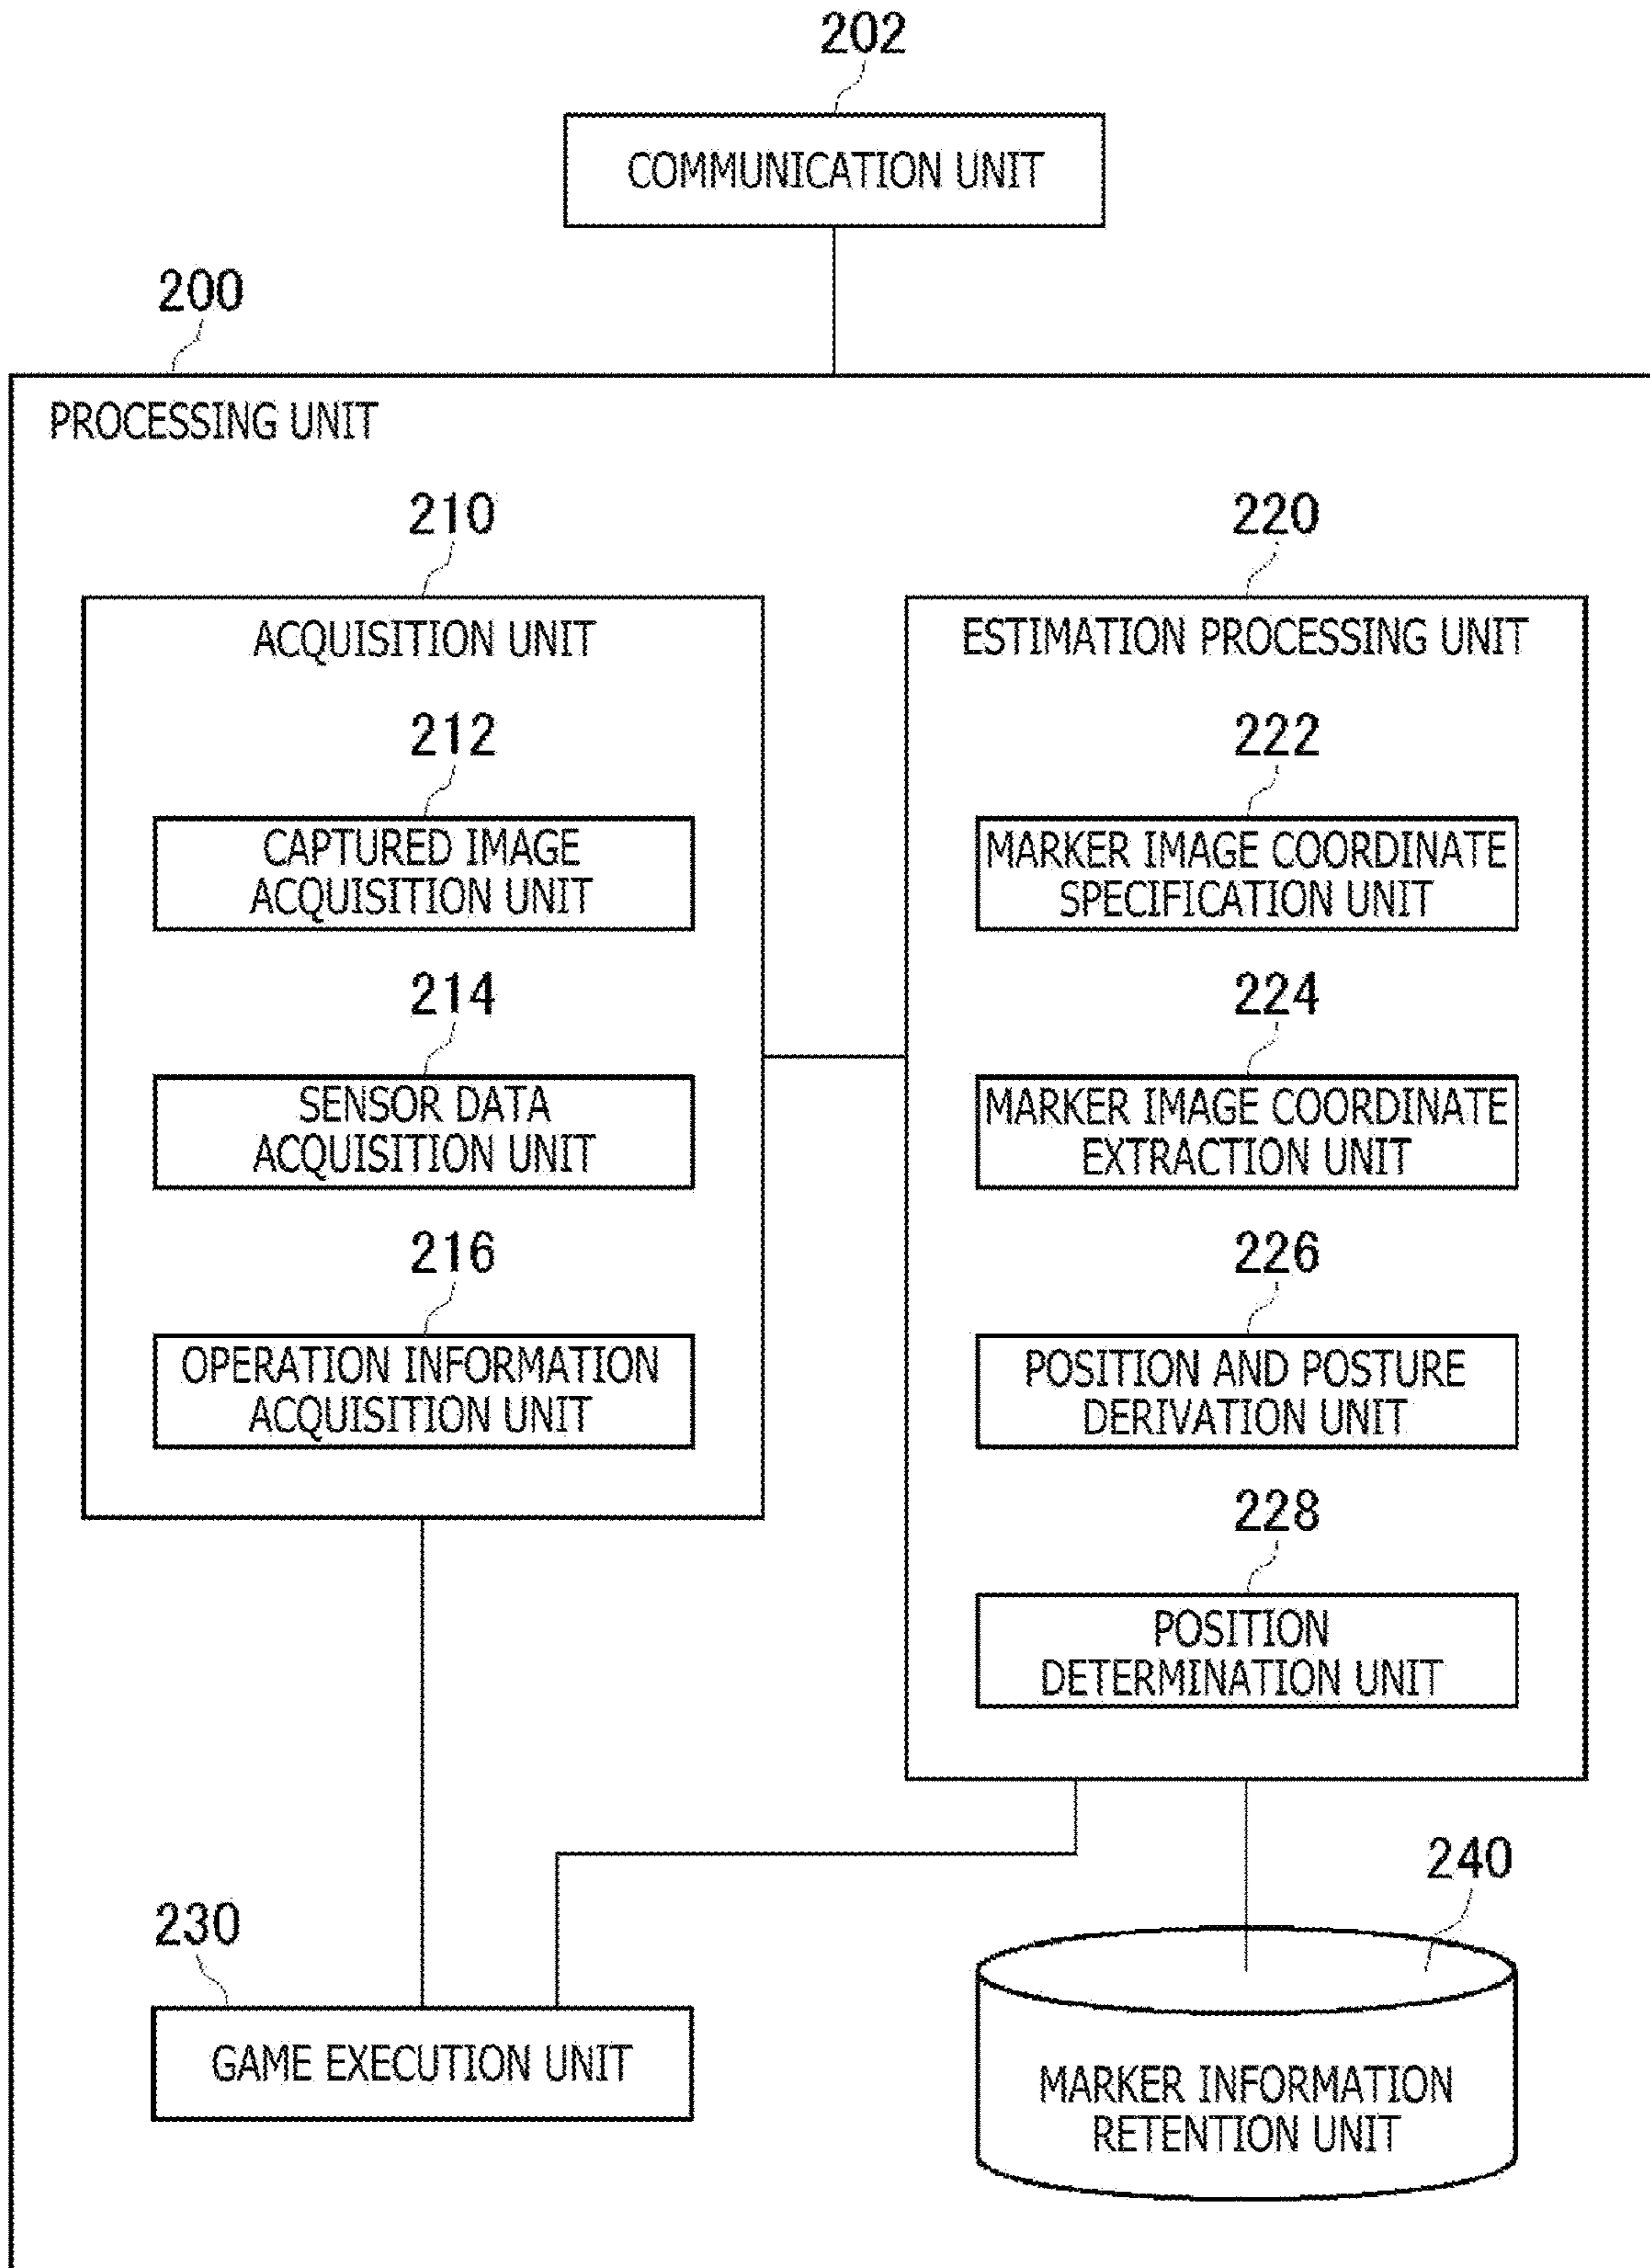 202
COMMUNICATION UNIT
200
PROCESSING UNIT
210
ACQUISITION UNIT
212
CAPTURED IMAGE
ACQUISITION UNIT
214
SENSOR DATA
ACQUISITION UNIT
216
OPERATION INFORMATION
ACQUISITION UNIT
220
ESTIMATION PROCESSING UNIT
222
MARKER IMAGE COORDINATE
SPECIFICATION UNIT
224
MARKER IMAGE COORDINATE
EXTRACTION UNIT
226
POSITION AND POSTURE
DERIVATION UNIT
228
POSITION
DETERMINATION UNIT
230
GAME EXECUTION UNIT
240
MARKER INFORMATION
RETENTION UNIT